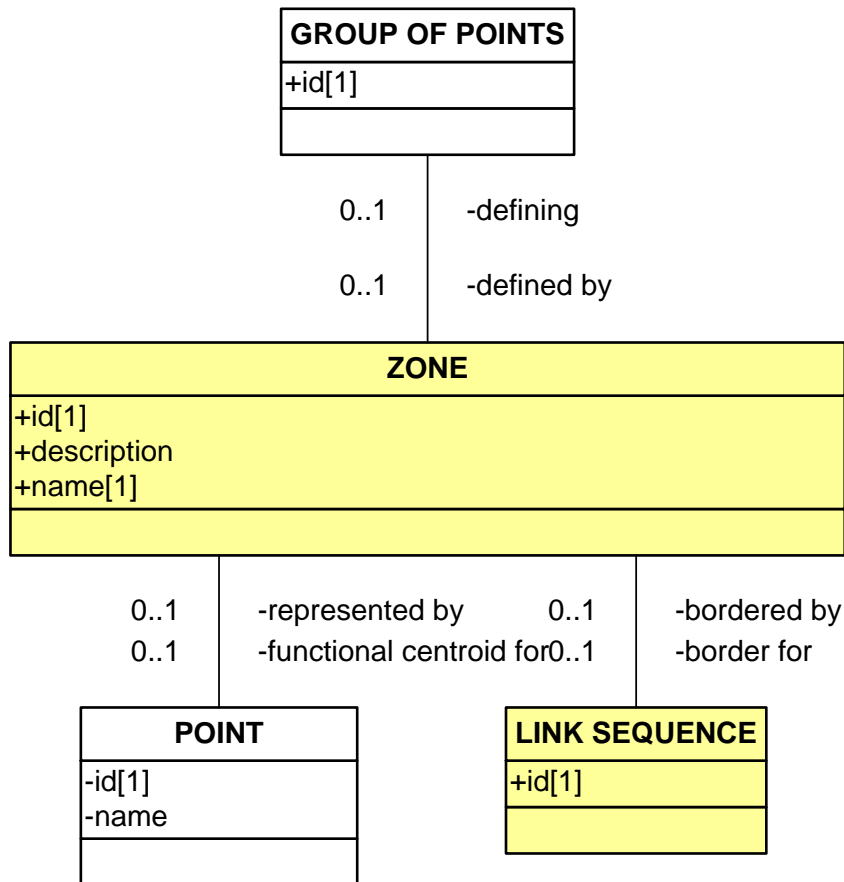 GROUP OF POINTS
+id[1]
0..1 -defining
0..1 -defined by
ZONE
+id[1]
+description
+name[1]
0..1 -represented by 0..1 -bordered by
0..1 -functional centroid for 0..1 -border for
POINT
-id[1]
-name
LINK SEQUENCE
+id[1]